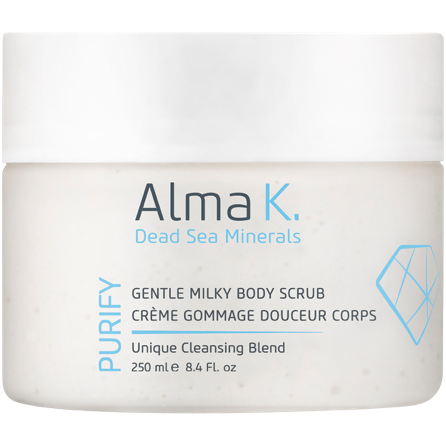 Alma K.
Dead Sea Minerals
PURIFY
GENTLE MILKY BODY SCRUB
CRÈME GOMMAGE DOUCEUR CORPS
Unique Cleansing Blend
250 ml ℮ 8.4 Fl. oz